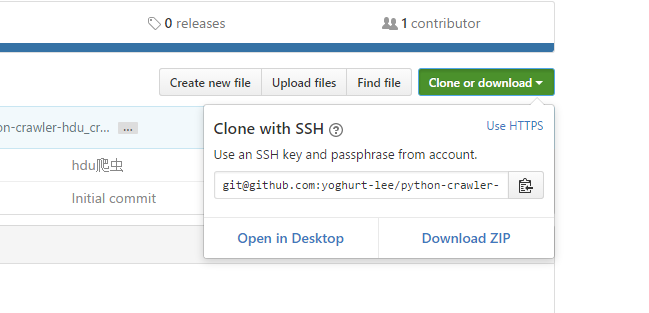 0 releases
1 contributor
Create new file
Upload files
Find file
Clone or download
on-crawler-hdu_cr… ...
hdu爬虫
Initial commit
Clone with SSH ?
Use HTTPS
Use an SSH key and passphrase from account.
git@github.com:yoghurt-lee/python-crawler-
Open in Desktop
Download ZIP